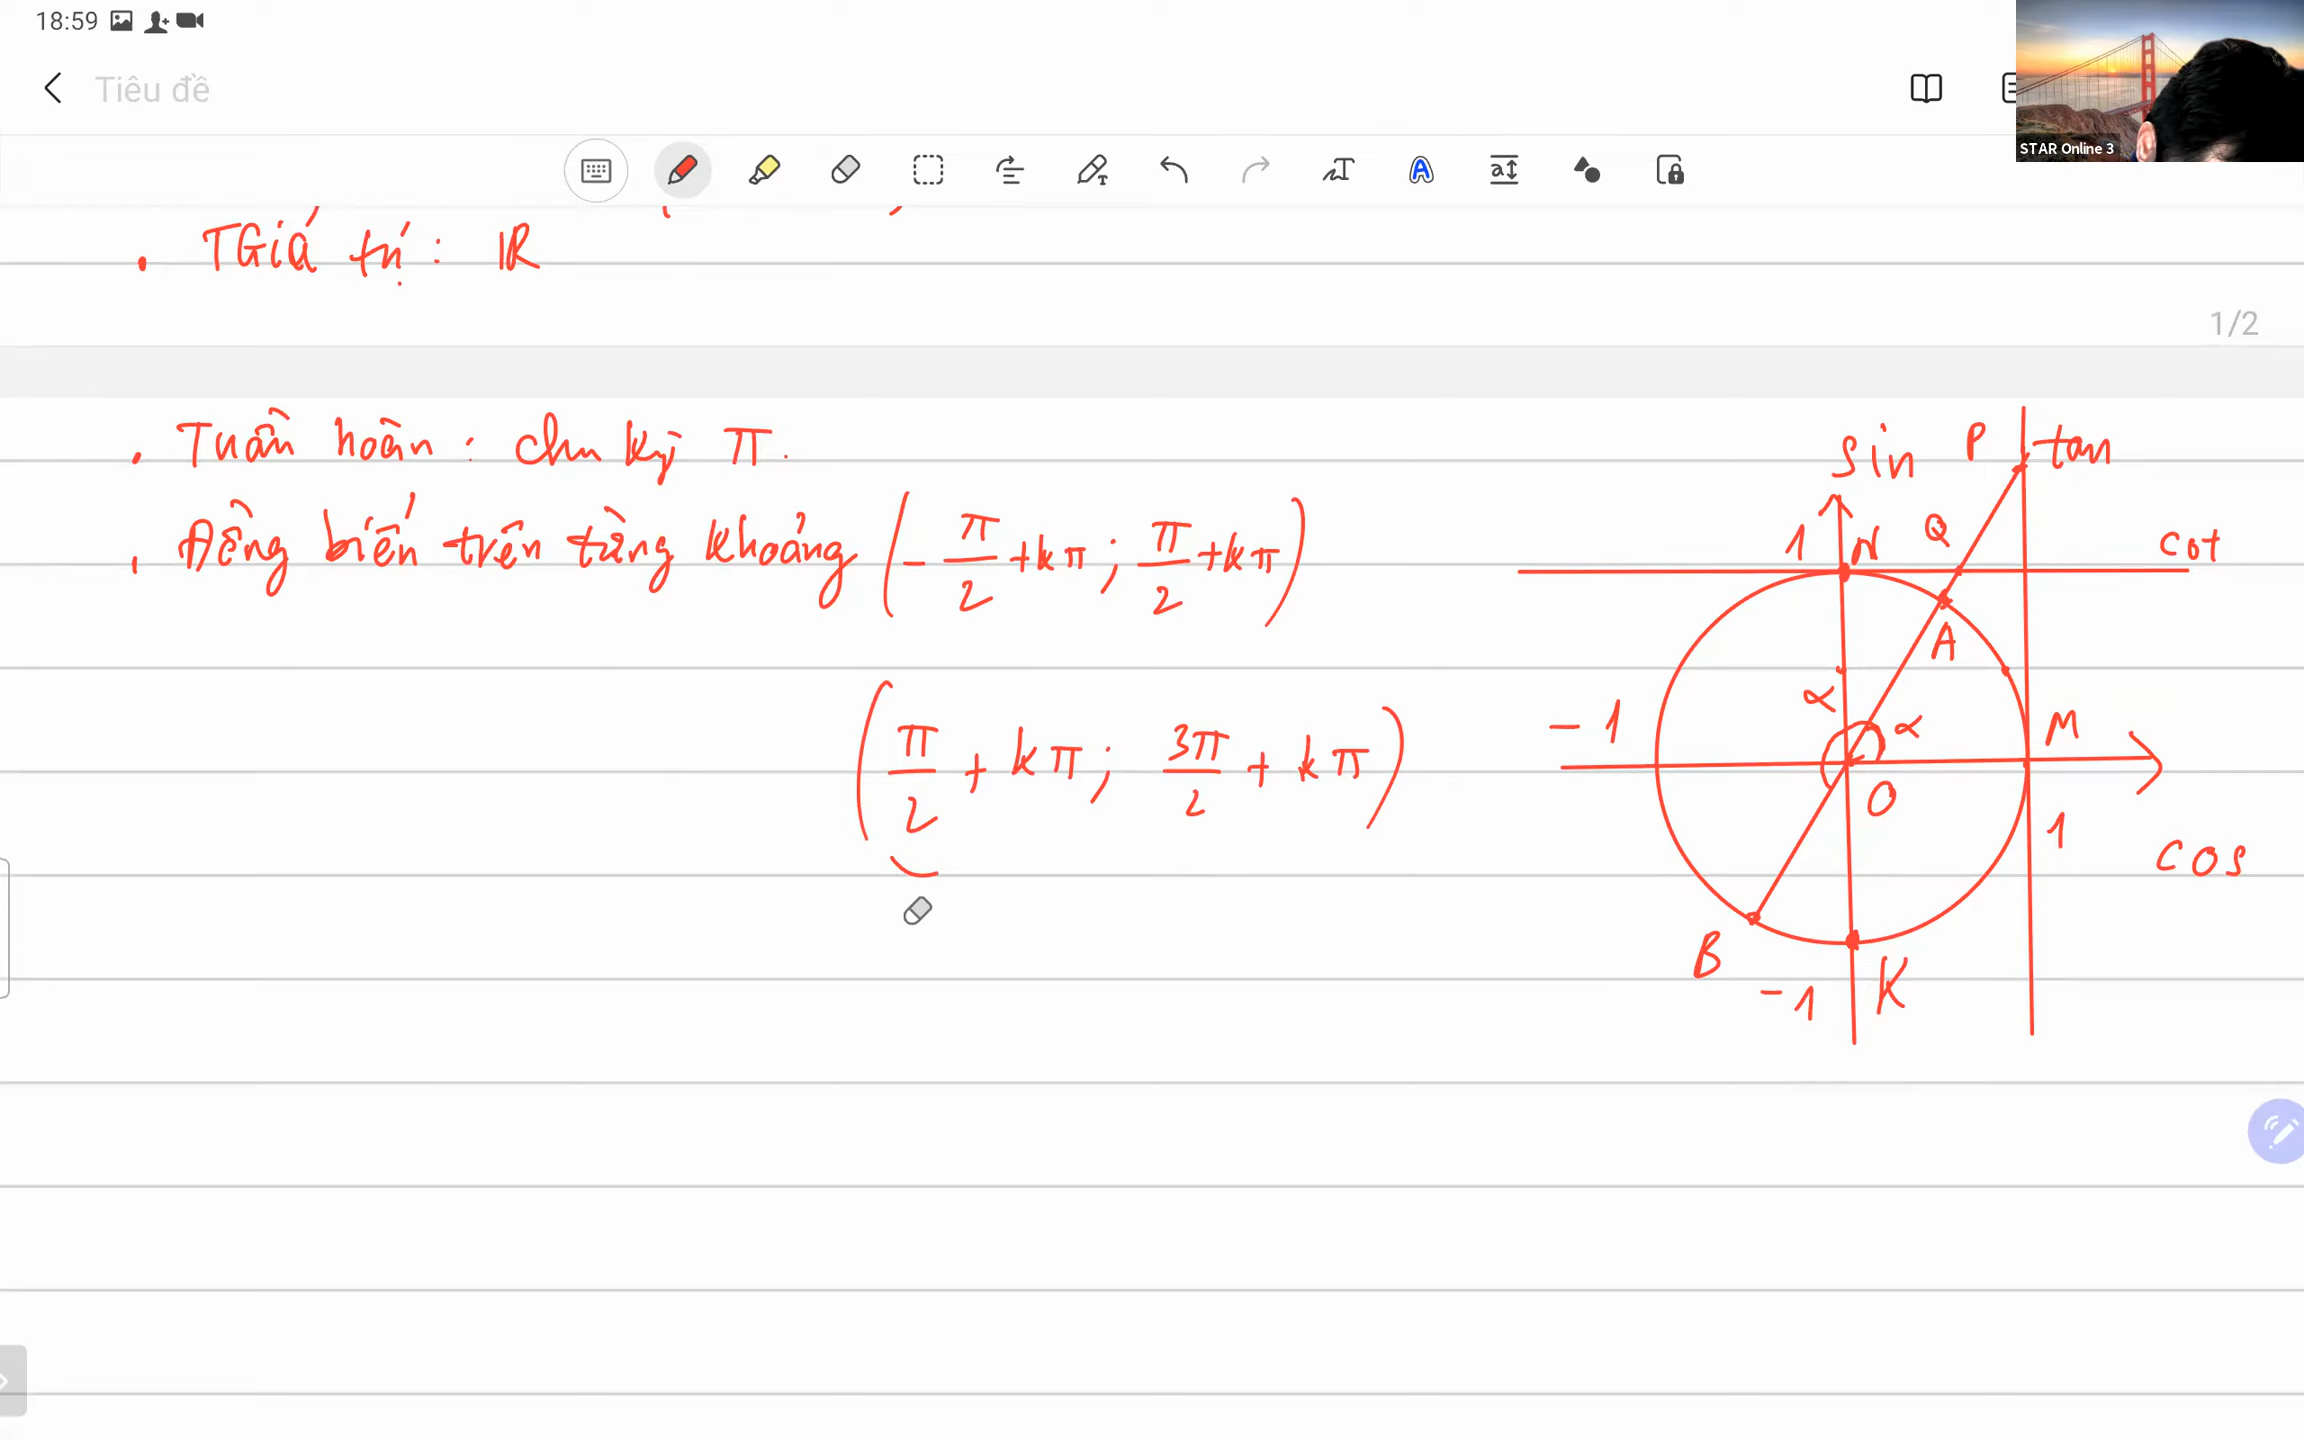 18:59
Tiêu đề
STAR Online 3
. TGiá trị : ℝ
1/2
. Tuần hoàn : chu kỳ π.
. Đồng biến trên từng khoảng (-π/2 + kπ ; π/2 + kπ)
(π/2 + kπ ; 3π/2 + kπ)
sin P tan
1 N Q cot
A
α
-1 α M
O
1
cos
B
-1 K